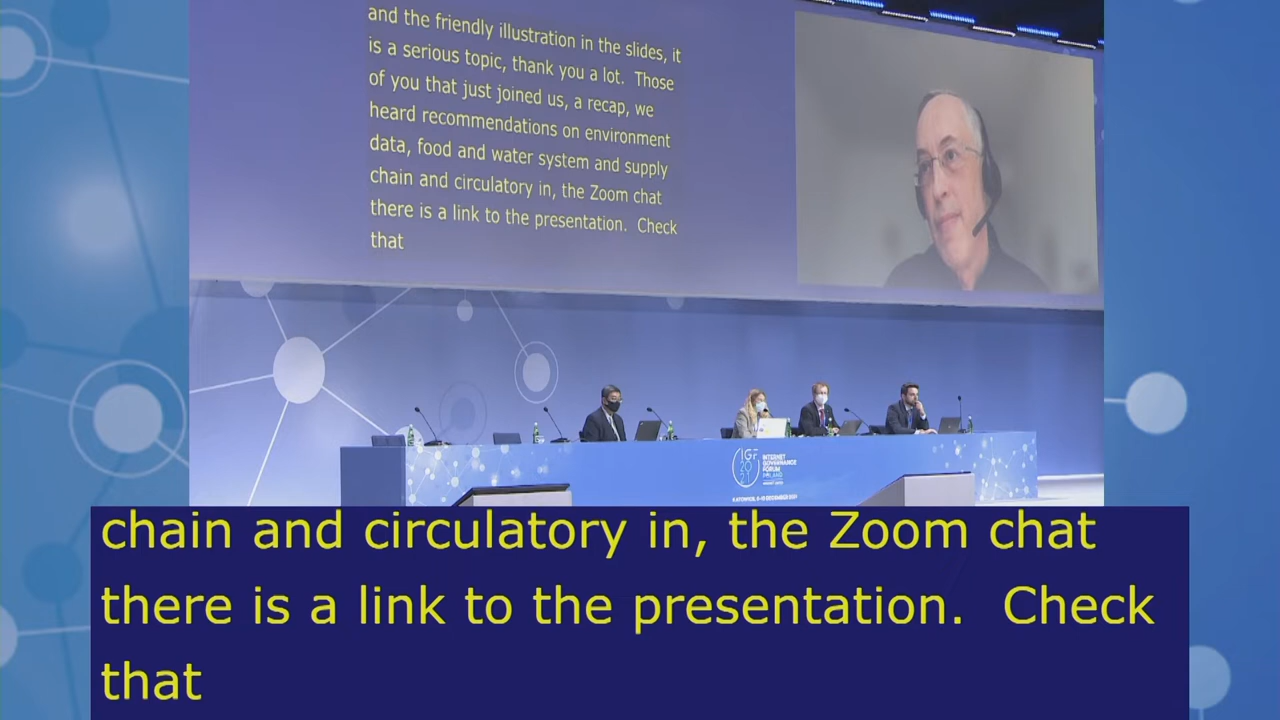 and the friendly illustration in the slides, it
is a serious topic, thank you a lot. Those
of you that just joined us, a recap, we
heard recommendations on environment
data, food and water system and supply
chain and circulatory in, the Zoom chat
there is a link to the presentation. Check
that
IGF
20
21
INTERNET
GOVERNANCE
FORUM
POLAND
chain and circulatory in, the Zoom chat
there is a link to the presentation. Check
that